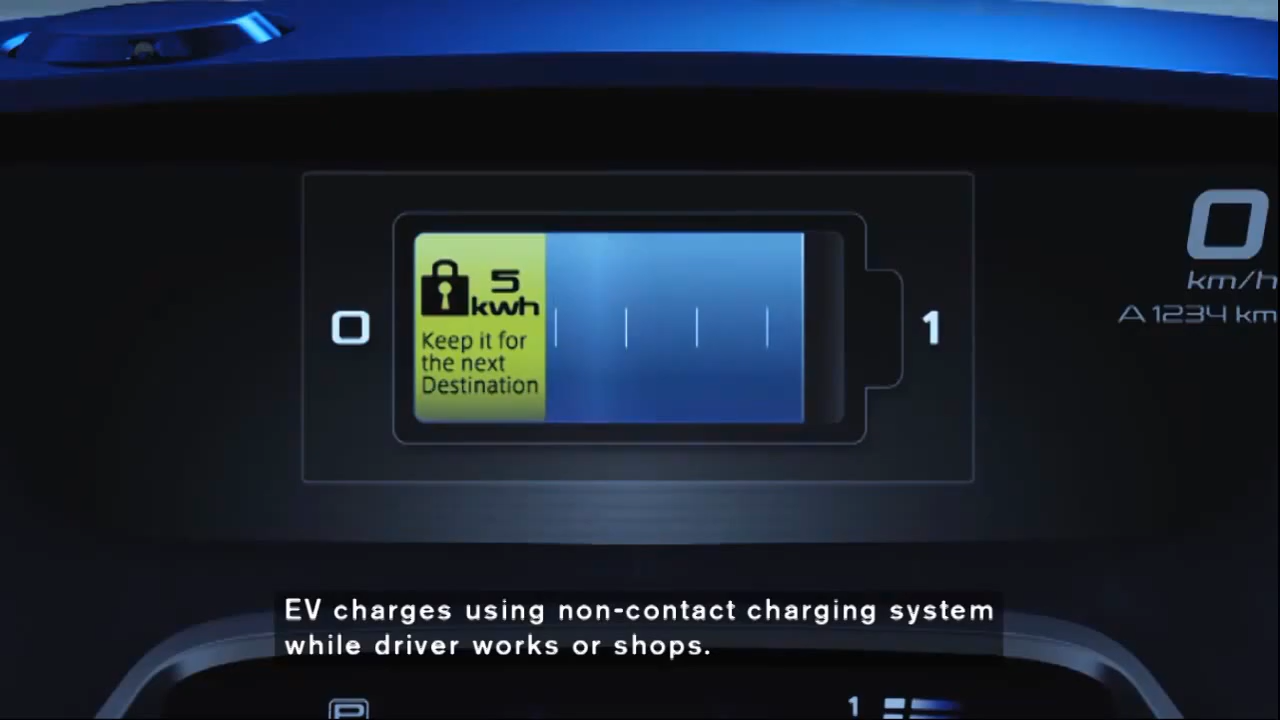 0
km/h
A 1234 km
5
kwh
Keep it for
the next
Destination
0
1
EV charges using non-contact charging system
while driver works or shops.
P
1